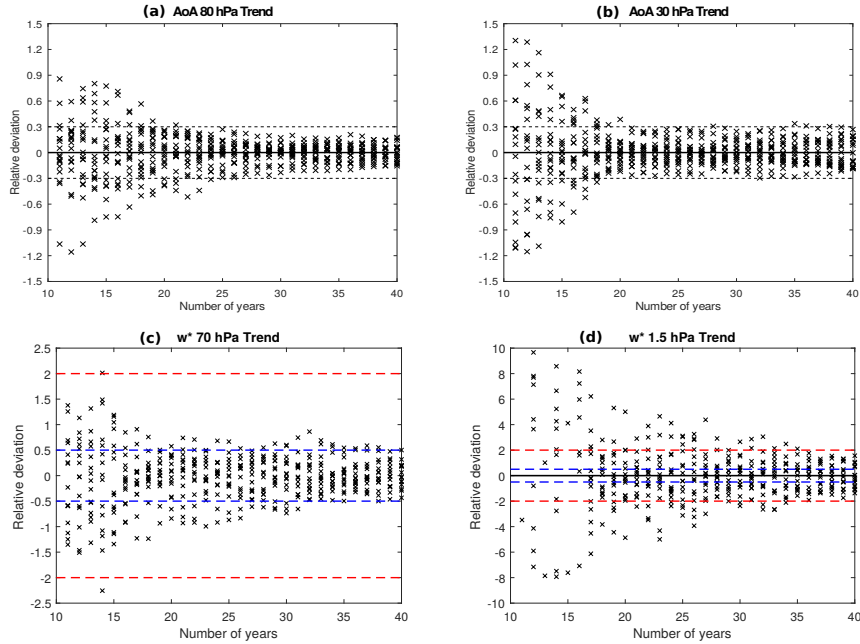 (a) AoA 80 hPa Trend
1.5
1.2
0.9
0.6
0.3
0
-0.3
-0.6
-0.9
-1.2
-1.5
Relative deviation
10 15 20 25 30 35 40
Number of years
(b) AoA 30 hPa Trend
1.5
1.2
0.9
0.6
0.3
0
-0.3
-0.6
-0.9
-1.2
-1.5
Relative deviation
10 15 20 25 30 35 40
Number of years
(c) w* 70 hPa Trend
2.5
2
1.5
1
0.5
0
-0.5
-1
-1.5
-2
-2.5
Relative deviation
10 15 20 25 30 35 40
Number of years
(d) w* 1.5 hPa Trend
10
8
6
4
2
0
-2
-4
-6
-8
-10
Relative deviation
10 15 20 25 30 35 40
Number of years